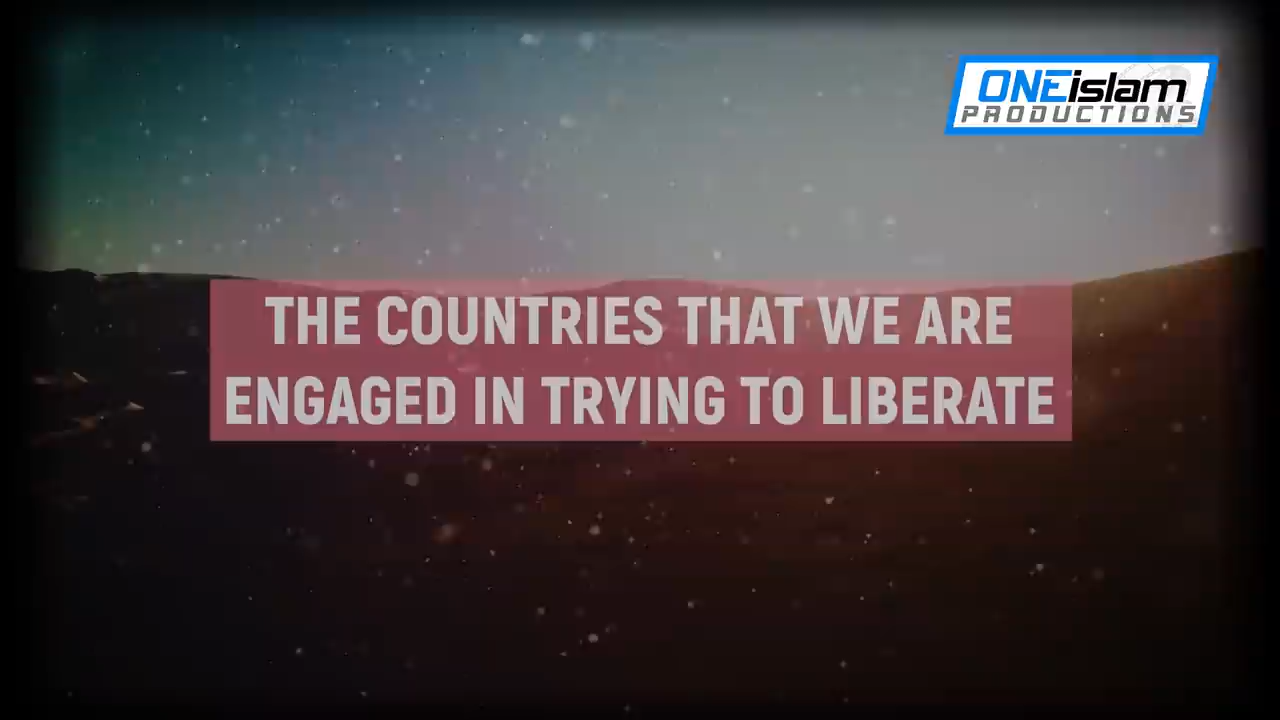 ONEislam
PRODUCTIONS
THE COUNTRIES THAT WE ARE
ENGAGED IN TRYING TO LIBERATE